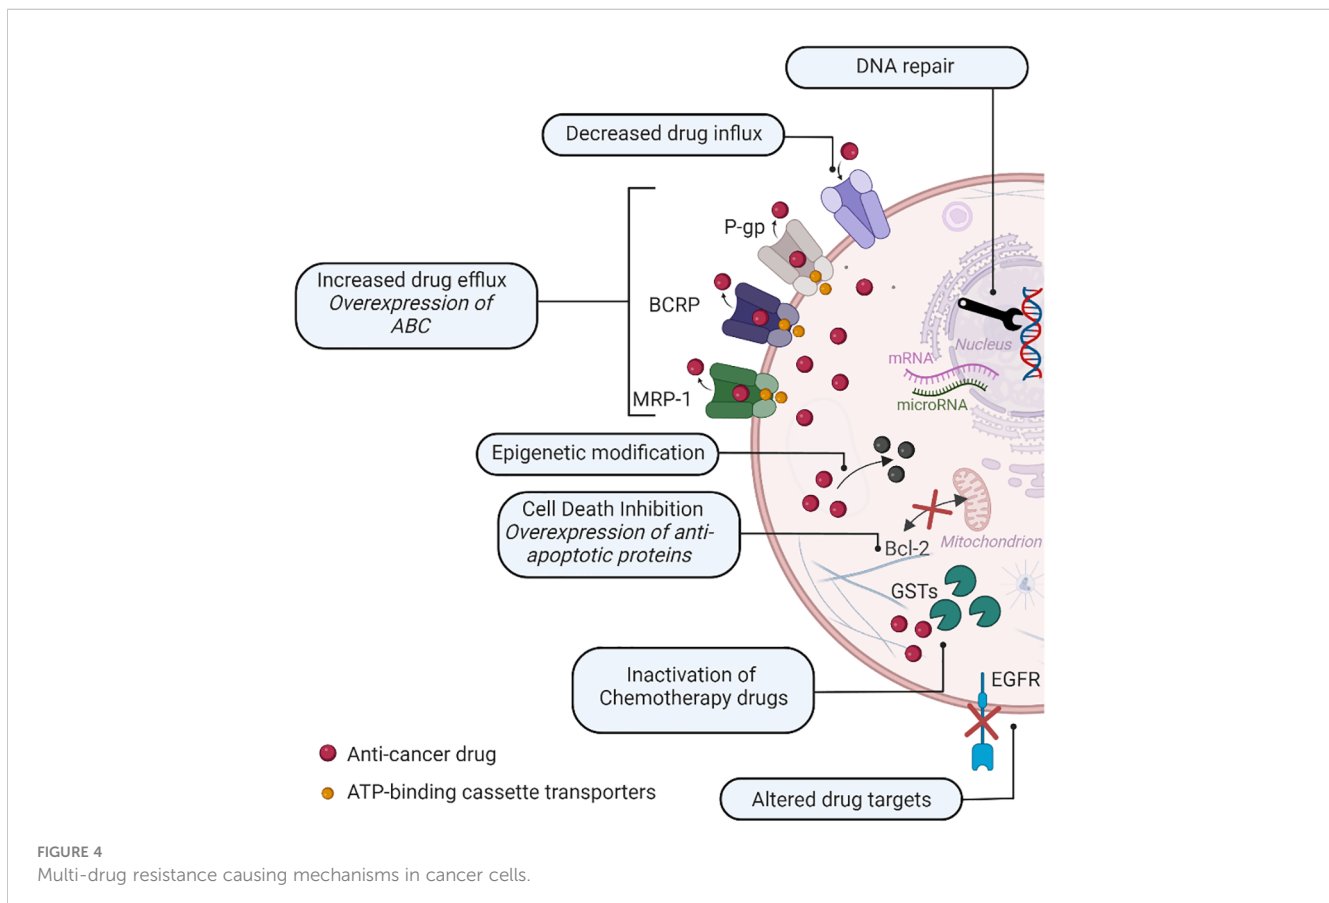 DNA repair
Decreased drug influx
P-gp
Increased drug efflux
Overexpression of
ABC
BCRP
MRP-1
Nucleus
mRNA
microRNA
Epigenetic modification
Cell Death Inhibition
Overexpression of anti-
apoptotic proteins
Mitochondrion
Bcl-2
GSTs
Inactivation of
Chemotherapy drugs
EGFR
Anti-cancer drug
ATP-binding cassette transporters
Altered drug targets
FIGURE 4
Multi-drug resistance causing mechanisms in cancer cells.